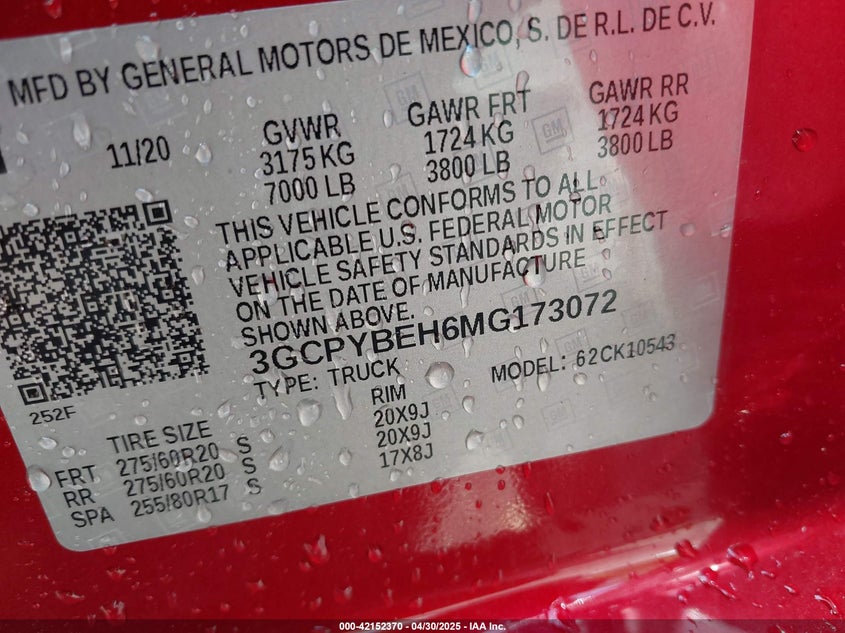 MFD BY GENERAL MOTORS DE MEXICO, S. DE R.L. DE C.V.
11/20 GVWR GAWR FRT GAWR RR
3175 KG 1724 KG 1724 KG
7000 LB 3800 LB 3800 LB
THIS VEHICLE CONFORMS TO ALL
APPLICABLE U.S. FEDERAL MOTOR
VEHICLE SAFETY STANDARDS IN EFFECT
ON THE DATE OF MANUFACTURE
SHOWN ABOVE.
3GCPYBEH6MG173072
TYPE: TRUCK MODEL: 62CK10543
252F
TIRE SIZE RIM
FRT 275/60R20 S 20X9J
RR 275/60R20 S 20X9J
SPA 255/80R17 S 17X8J
GM
GM
GM
000-42152370 - 04/30/2025 - IAA Inc.